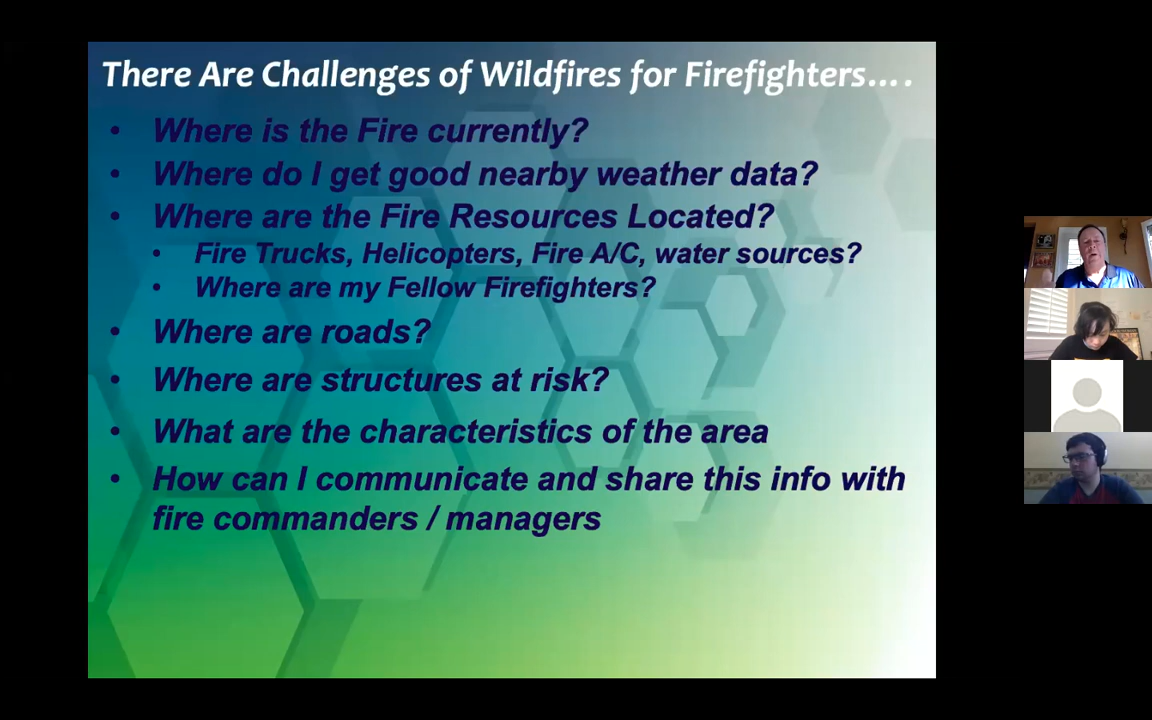 There Are Challenges of Wildfires for Firefighters....
• Where is the Fire currently?
• Where do I get good nearby weather data?
• Where are the Fire Resources Located?
• Fire Trucks, Helicopters, Fire A/C, water sources?
• Where are my Fellow Firefighters?
• Where are roads?
• Where are structures at risk?
• What are the characteristics of the area
• How can I communicate and share this info with
fire commanders / managers